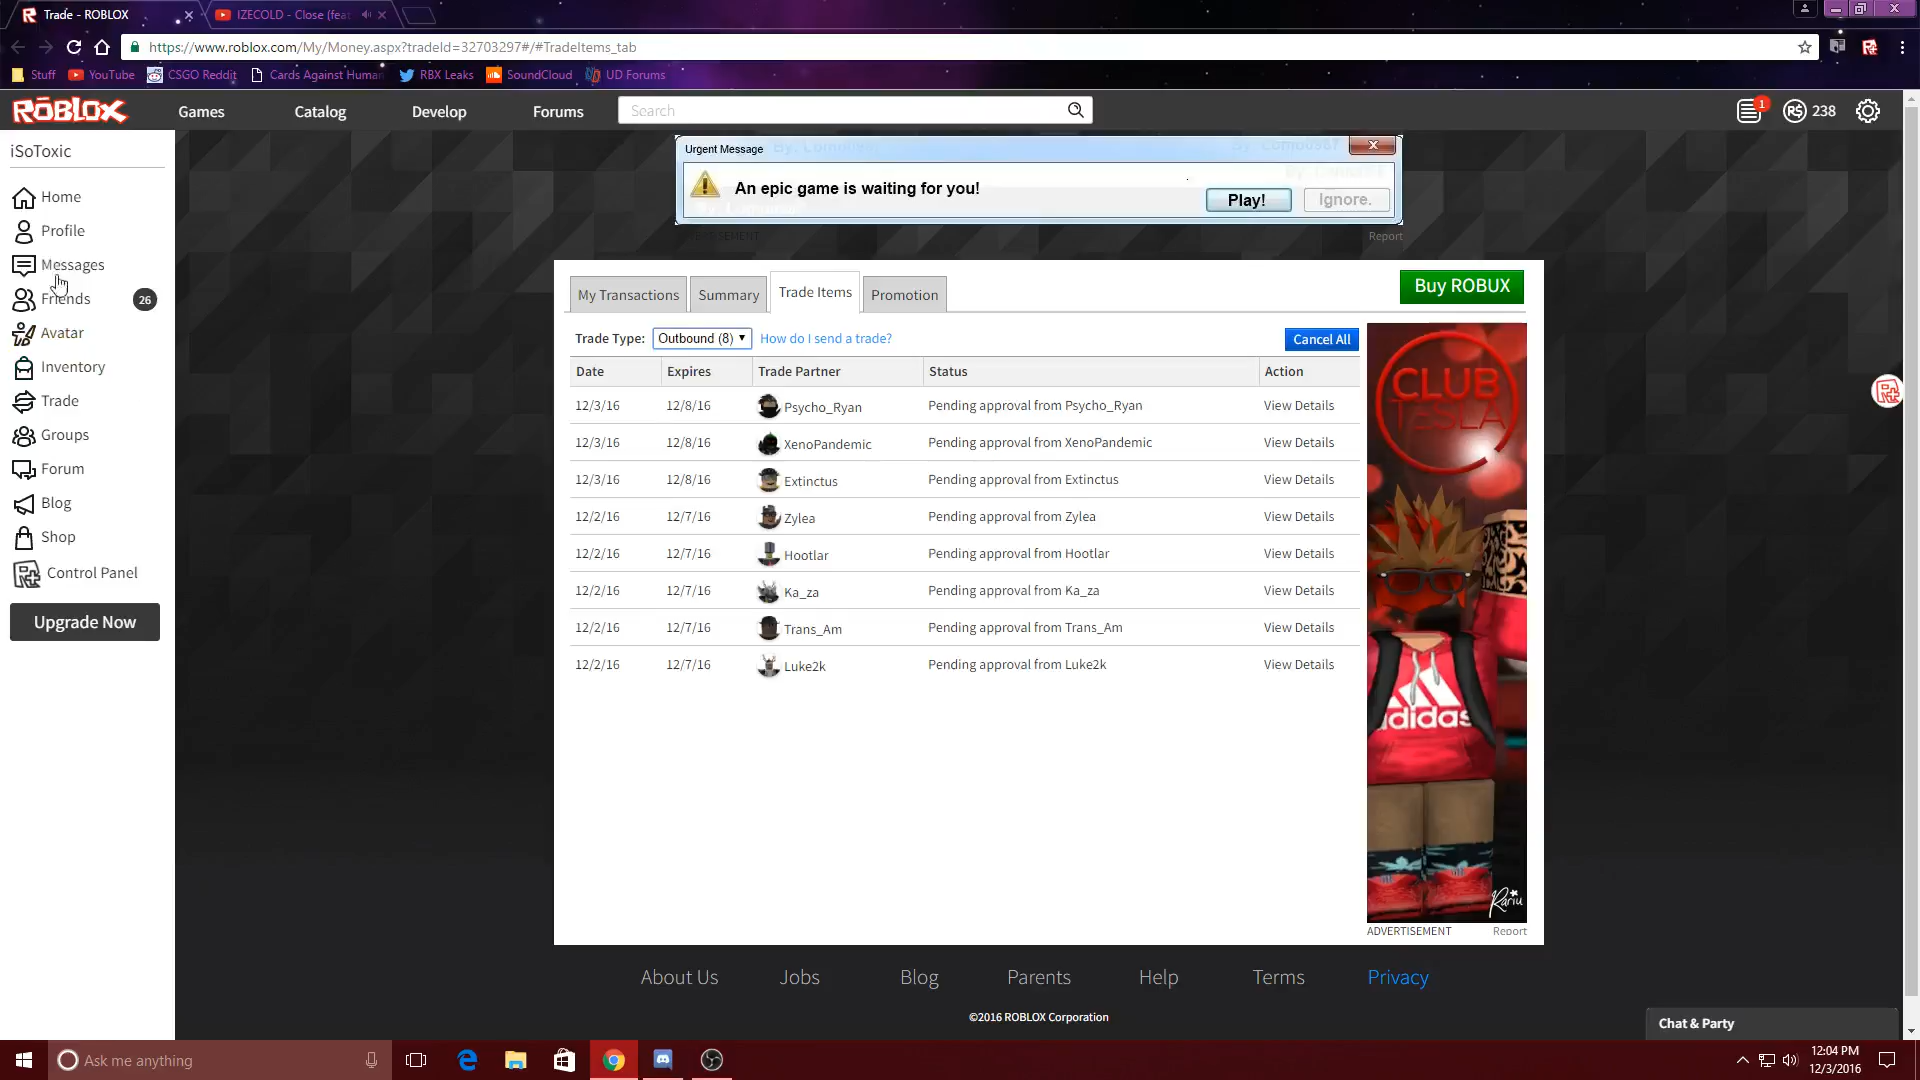 Trade - ROBLOX
IZECOLD - Close (feat
https://www.roblox.com/My/Money.aspx?tradeId=32703297#/#TradeItems_tab
Stuff YouTube CSGO Reddit Cards Against Human RBX Leaks SoundCloud UD Forums
ROBLOX Games Catalog Develop Forums Search 1 R$ 238
iSoToxic
Home
Profile
Messages
Friends 26
Avatar
Inventory
Trade
Groups
Forum
Blog
Shop
Control Panel
Upgrade Now
Urgent Message
An epic game is waiting for you!
Play! Ignore.
ADVERTISEMENT Report
My Transactions Summary Trade Items Promotion Buy ROBUX
Trade Type: Outbound (8) How do I send a trade? Cancel All
Date Expires Trade Partner Status Action
12/3/16 12/8/16 Psycho_Ryan Pending approval from Psycho_Ryan View Details
12/3/16 12/8/16 XenoPandemic Pending approval from XenoPandemic View Details
12/3/16 12/8/16 Extinctus Pending approval from Extinctus View Details
12/2/16 12/7/16 Zylea Pending approval from Zylea View Details
12/2/16 12/7/16 Hootlar Pending approval from Hootlar View Details
12/2/16 12/7/16 Ka_za Pending approval from Ka_za View Details
12/2/16 12/7/16 Trans_Am Pending approval from Trans_Am View Details
12/2/16 12/7/16 Luke2k Pending approval from Luke2k View Details
CLUB
TESLA
adidas
Rariu
ADVERTISEMENT Report
About Us Jobs Blog Parents Help Terms Privacy
©2016 ROBLOX Corporation
Chat & Party
Ask me anything
12:04 PM
12/3/2016